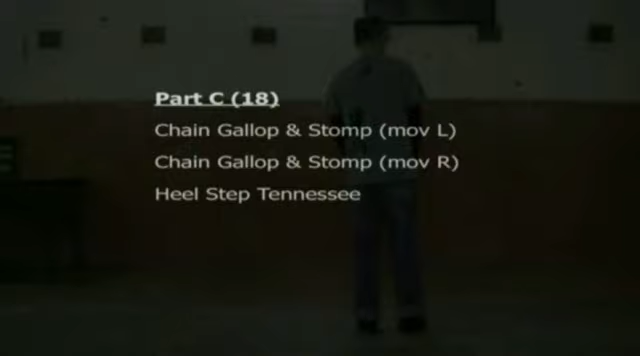 Part C (18)
Chain Gallop & Stomp (mov L)
Chain Gallop & Stomp (mov R)
Heel Step Tennessee